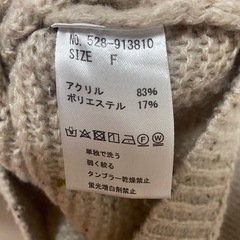 NO. 528-913810
SIZE F
アクリル 83%
ポリエステル 17%
単独で洗う
弱く絞る
タンブラー乾燥禁止
蛍光増白剤禁止